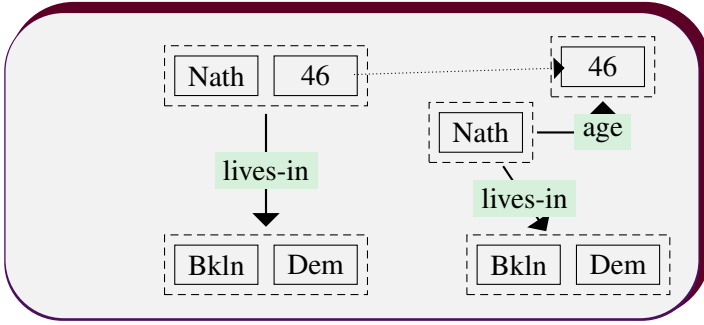 Nath 46
lives-in
Bkln Dem
46
Nath
age
lives-in
Bkln Dem